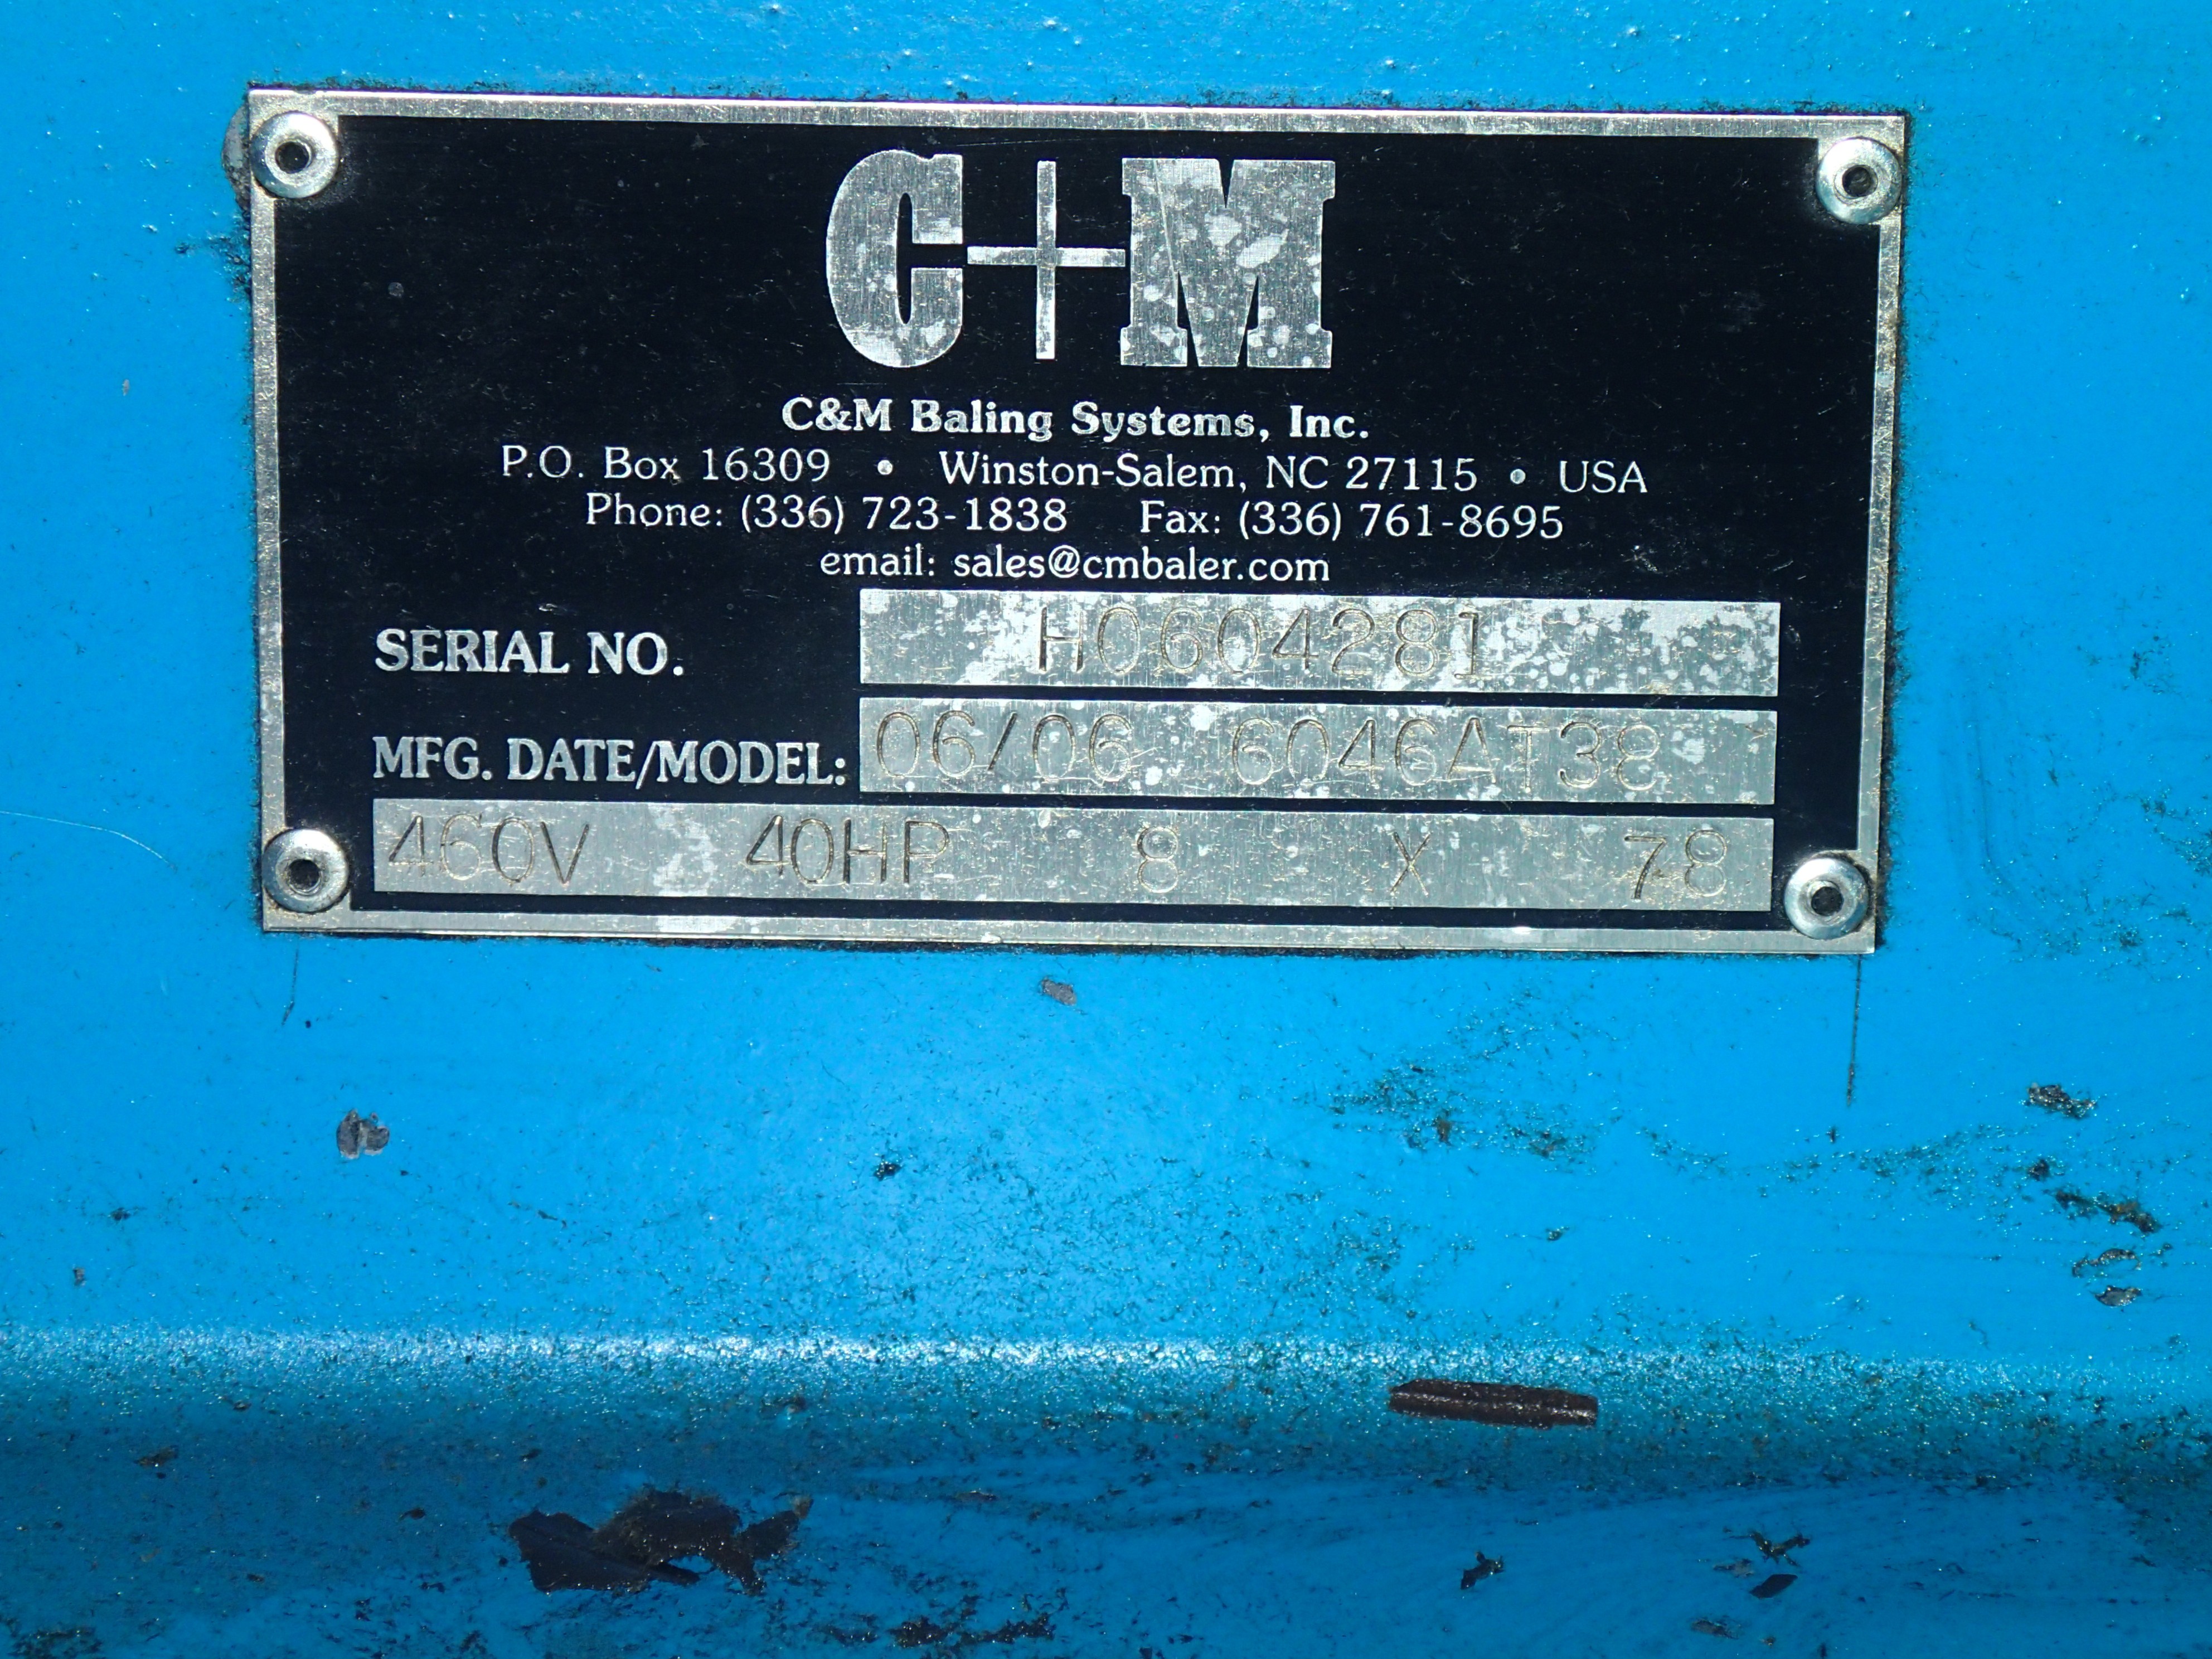 C+M
C&M Baling Systems, Inc.
P.O. Box 16309 • Winston-Salem, NC 27115 • USA
Phone: (336) 723-1838 Fax: (336) 761-8695
email: sales@cmbaler.com
SERIAL NO. H0604281
MFG. DATE/MODEL: 06/06 6046AT38
460V 40HP 8 X 78